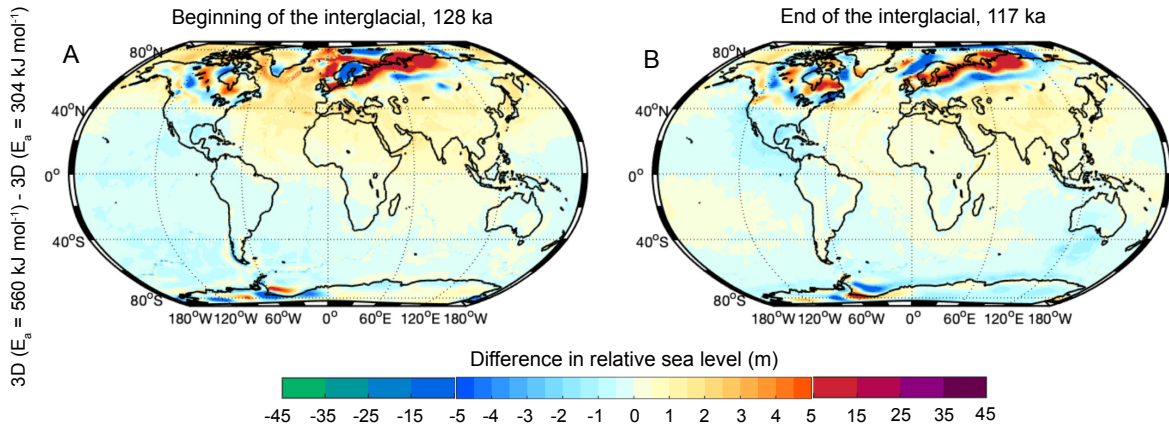 Beginning of the interglacial, 128 ka
End of the interglacial, 117 ka
3D (Eₐ = 560 kJ mol⁻¹) - 3D (Eₐ = 304 kJ mol⁻¹)
A
80°N
40°N
0°
40°S
80°S
180°W 120°W 60°W 0° 60°E 120°E 180°W
B
80°N
40°N
0°
40°S
80°S
180°W 120°W 60°W 0° 60°E 120°E 180°W
Difference in relative sea level (m)
-45 -35 -25 -15 -5 -4 -3 -2 -1 0 1 2 3 4 5 15 25 35 45